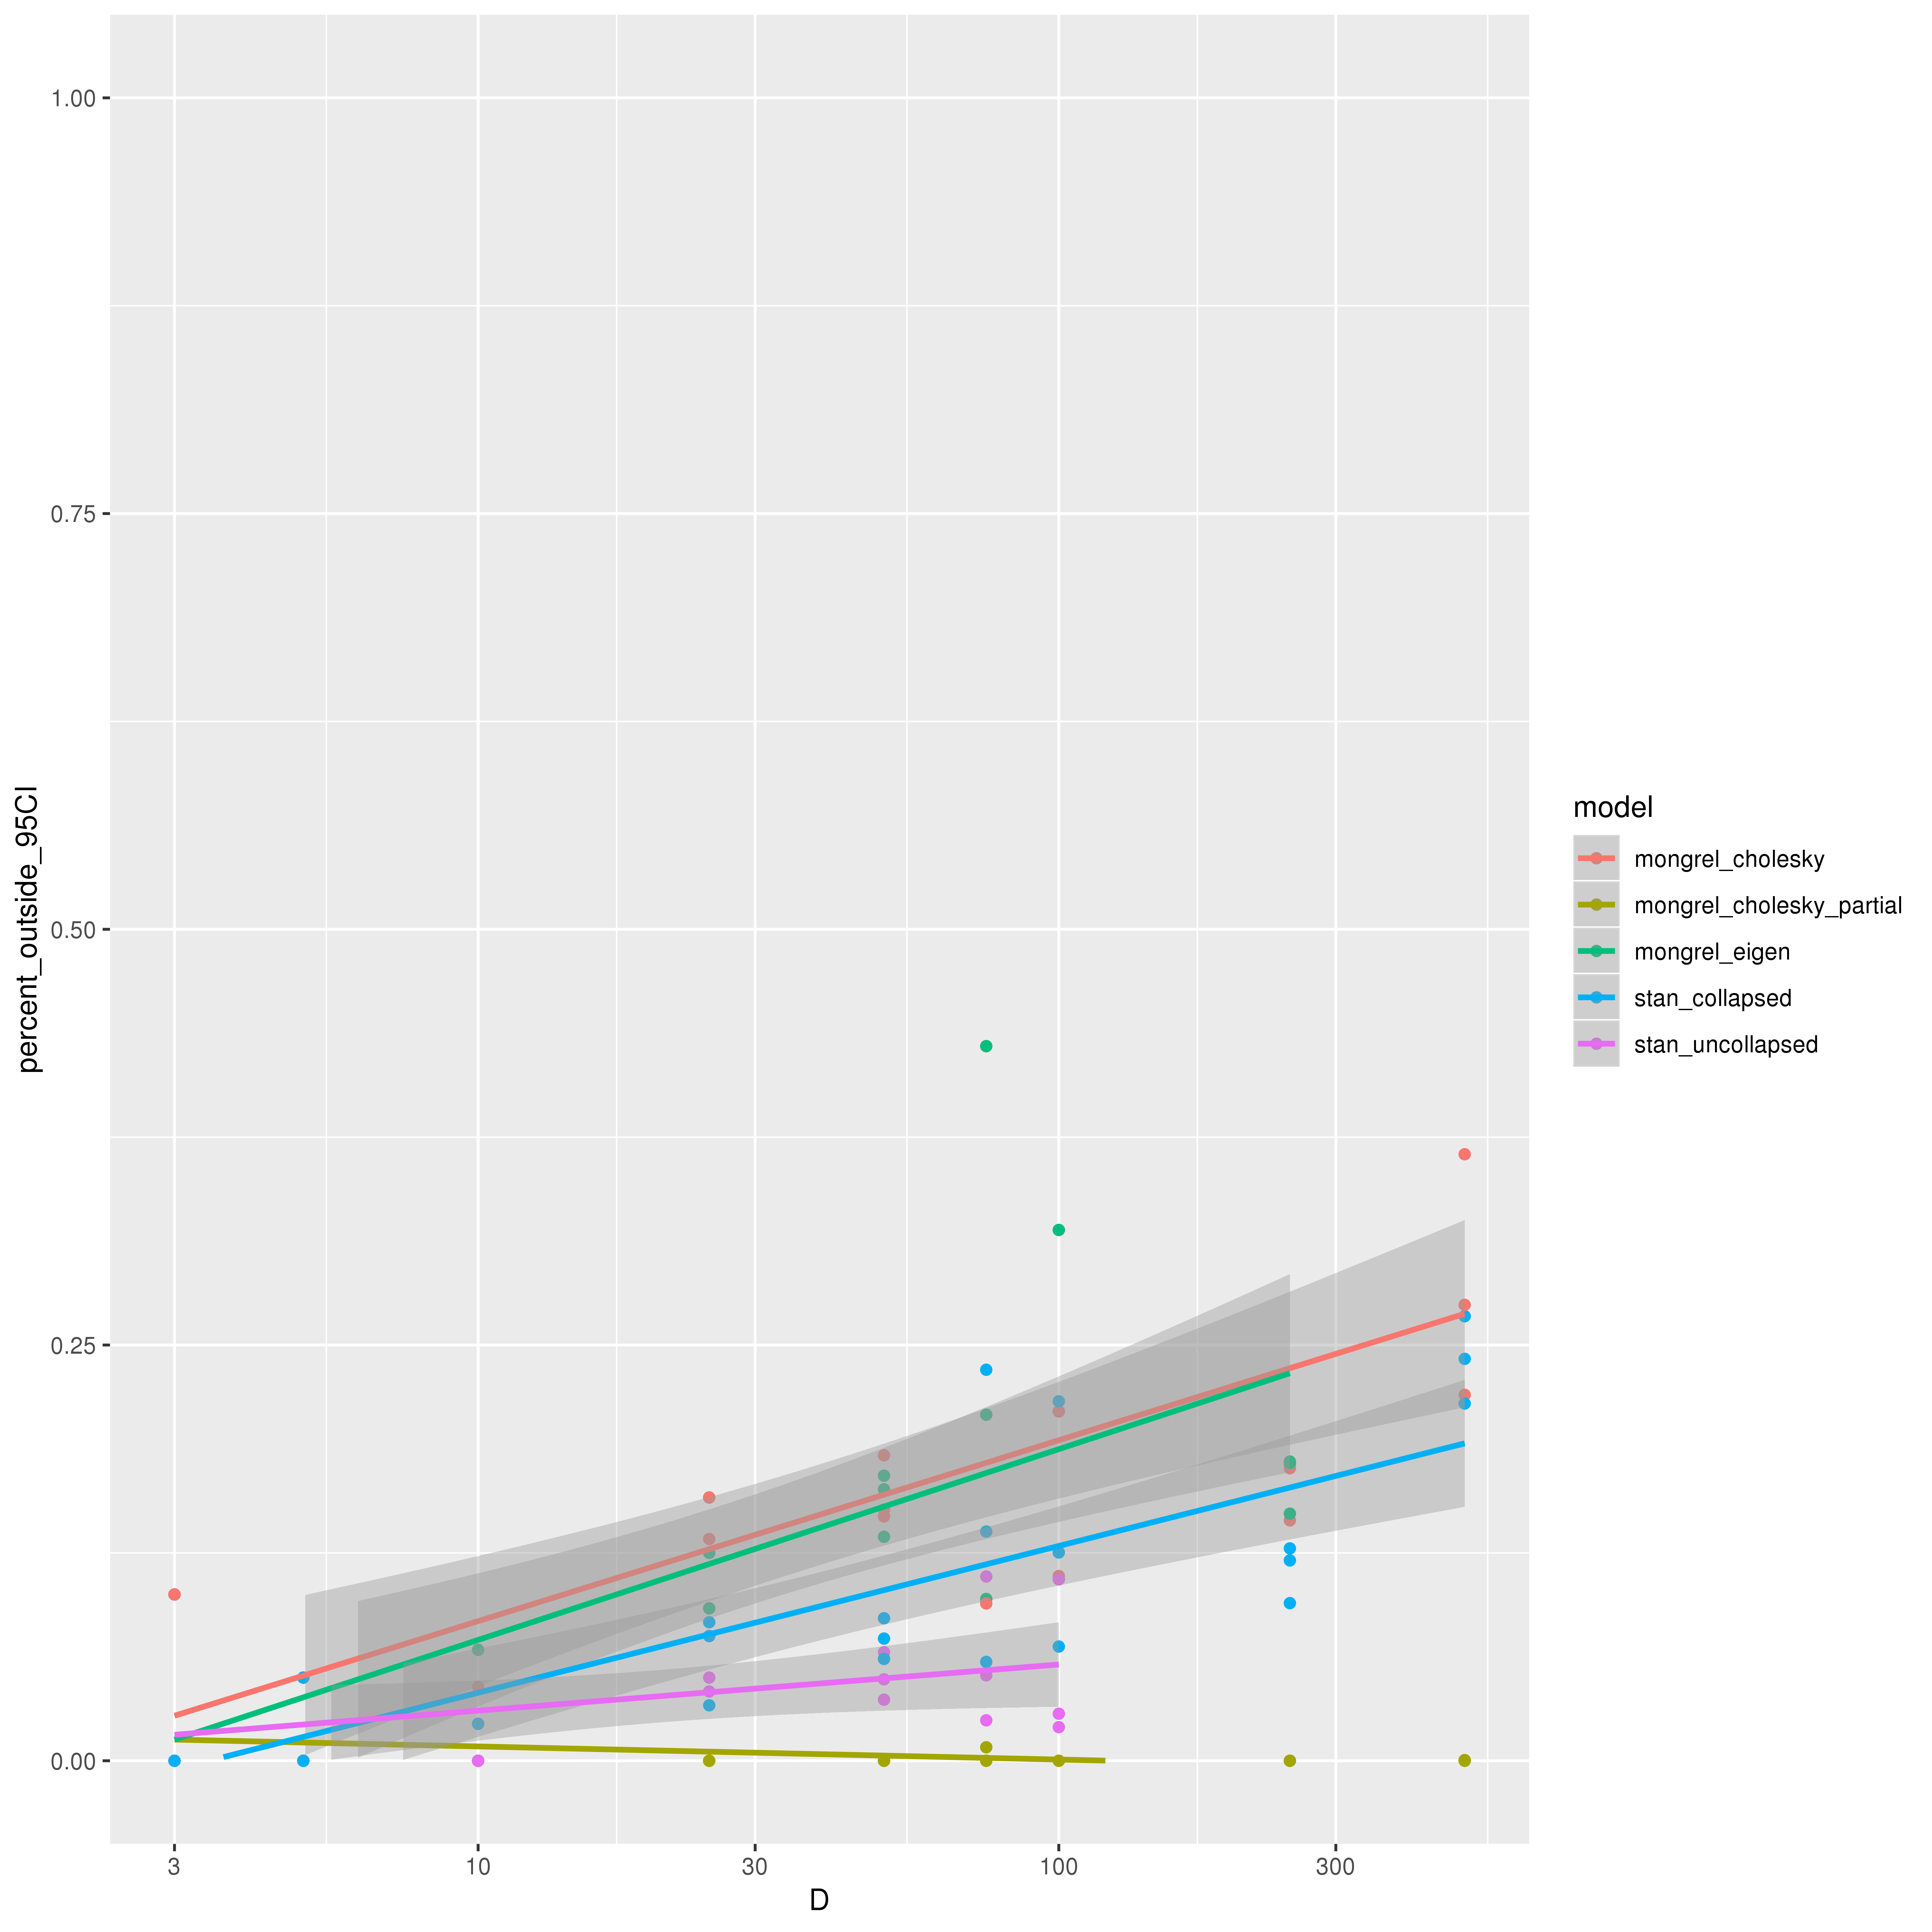 percent_outside_95CI
1.00
0.75
0.50
0.25
0.00
3
10
30
100
300
D
model
mongrel_cholesky
mongrel_cholesky_partial
mongrel_eigen
stan_collapsed
stan_uncollapsed